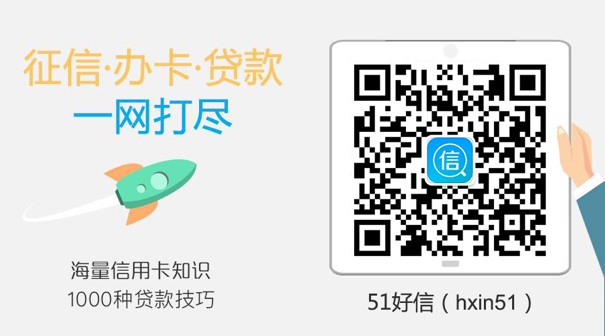 征信·办卡·贷款
一网打尽
海量信用卡知识
1000种贷款技巧
信
51好信（hxin51）